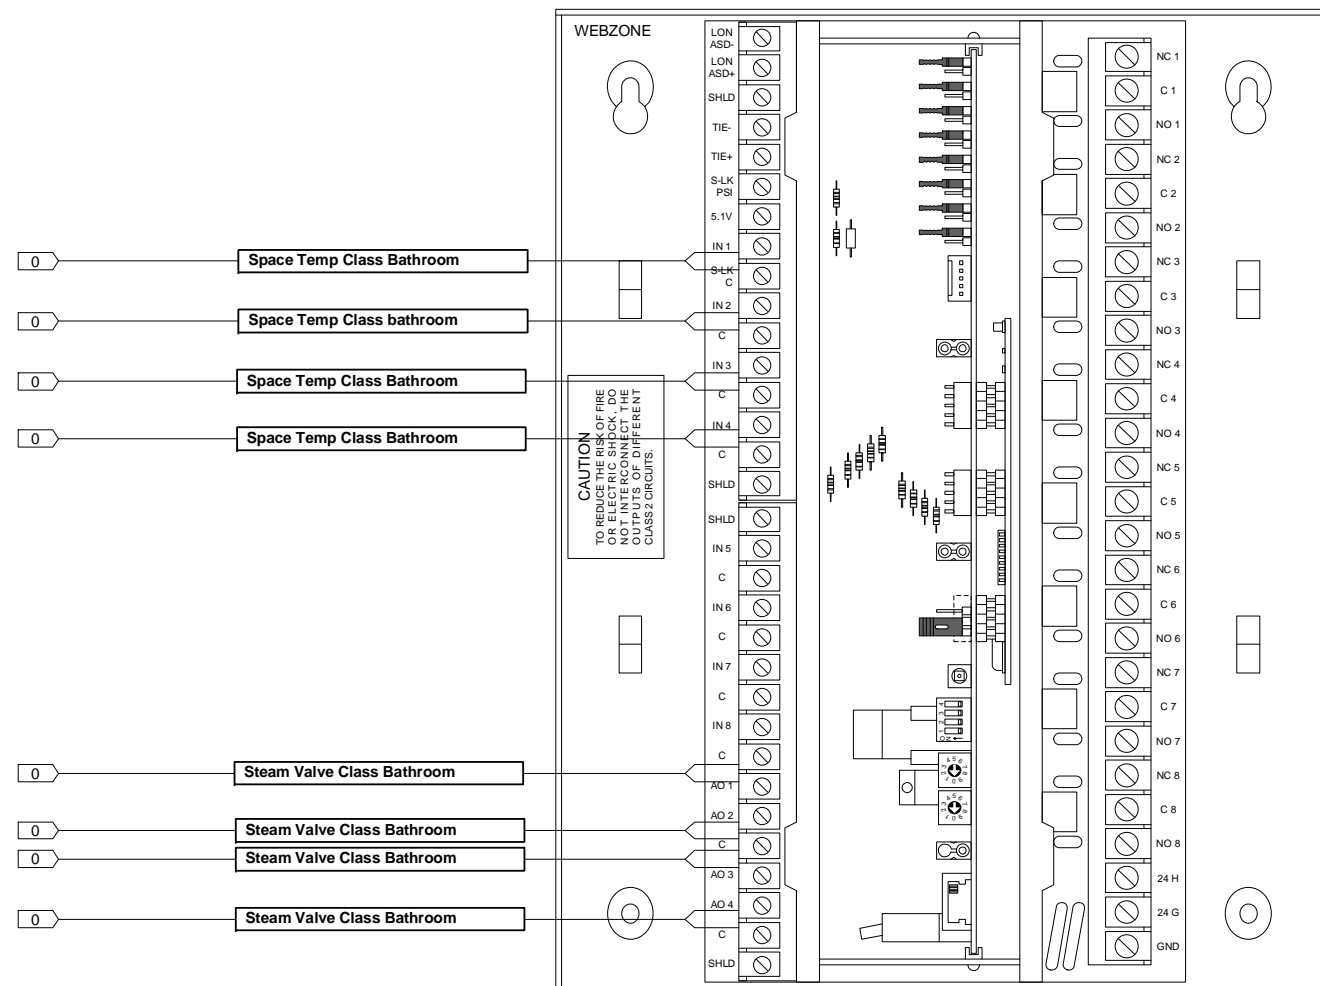 WEBZONE
LON
ASD-
LON
ASD+
SHLD
TIE-
TIE+
S-LK
PSI
5.1V
IN 1
S-LK
C
IN 2
C
IN 3
C
IN 4
C
SHLD
SHLD
IN 5
C
IN 6
C
IN 7
C
IN 8
C
AO 1
AO 2
C
AO 3
AO 4
C
SHLD
0
Space Temp Class Bathroom
0
Space Temp Class bathroom
0
Space Temp Class Bathroom
0
Space Temp Class Bathroom
0
Steam Valve Class Bathroom
0
Steam Valve Class Bathroom
0
Steam Valve Class Bathroom
0
Steam Valve Class Bathroom
CAUTION
TO REDUCE THE RISK OF FIRE
OR ELECTRIC SHOCK, DO
NOT INTERCONNECT THE
OUTPUTS OF DIFFERENT
CLASS 2 CIRCUITS.
1 2 3 4
ON
NC 1
C 1
NO 1
NC 2
C 2
NO 2
NC 3
C 3
NO 3
NC 4
C 4
NO 4
NC 5
C 5
NO 5
NC 6
C 6
NO 6
NC 7
C 7
NO 7
NC 8
C 8
NO 8
24 H
24 G
GND